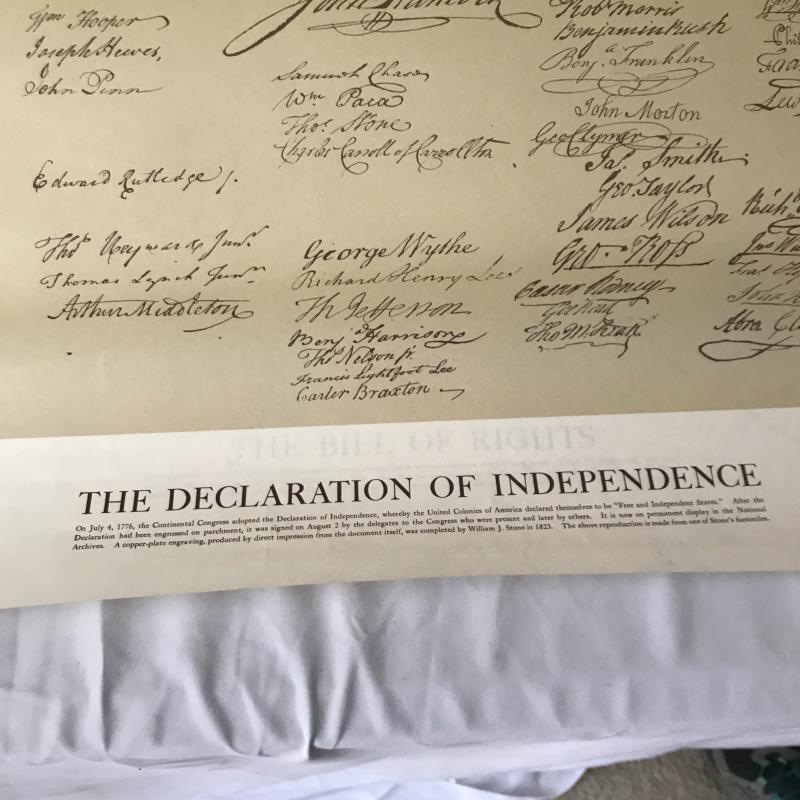 Wm Hooper
Joseph Hewes,
John Penn
Edward Rutledge /.
Thos Heyward Junr.
Thomas Lynch Junr.
Arthur Middleton
John Hancock
Samuel Chase
Wm. Paca
Thos. Stone
Charles Carroll of Carrollton
George Wythe
Richard Henry Lee
Th Jefferson
Benj a Harrison
Thos Nelson jr.
Francis Lightfoot Lee
Carter Braxton
Robt Morris
Benjamin Rush
Benj. a Franklin
John Morton
Geo Clymer
Jas. Smith
Geo. Taylor
James Wilson
Geo. Ross
Caesar Rodney
Geo Read
Tho M:Kean
Abra Cl
THE BILL OF RIGHTS
THE DECLARATION OF INDEPENDENCE
On July 4, 1776, the Continental Congress adopted the Declaration of Independence, whereby the United Colonies of America declared themselves to be "Free and Independent States." After the
Declaration had been engrossed on parchment, it was signed on August 2 by the delegates to the Congress who were present and later by others. It is now on permanent display in the National
Archives. A copper-plate engraving, produced by direct impression from the document itself, was completed by William J. Stone in 1823. The above reproduction is made from one of Stone's facsimiles.